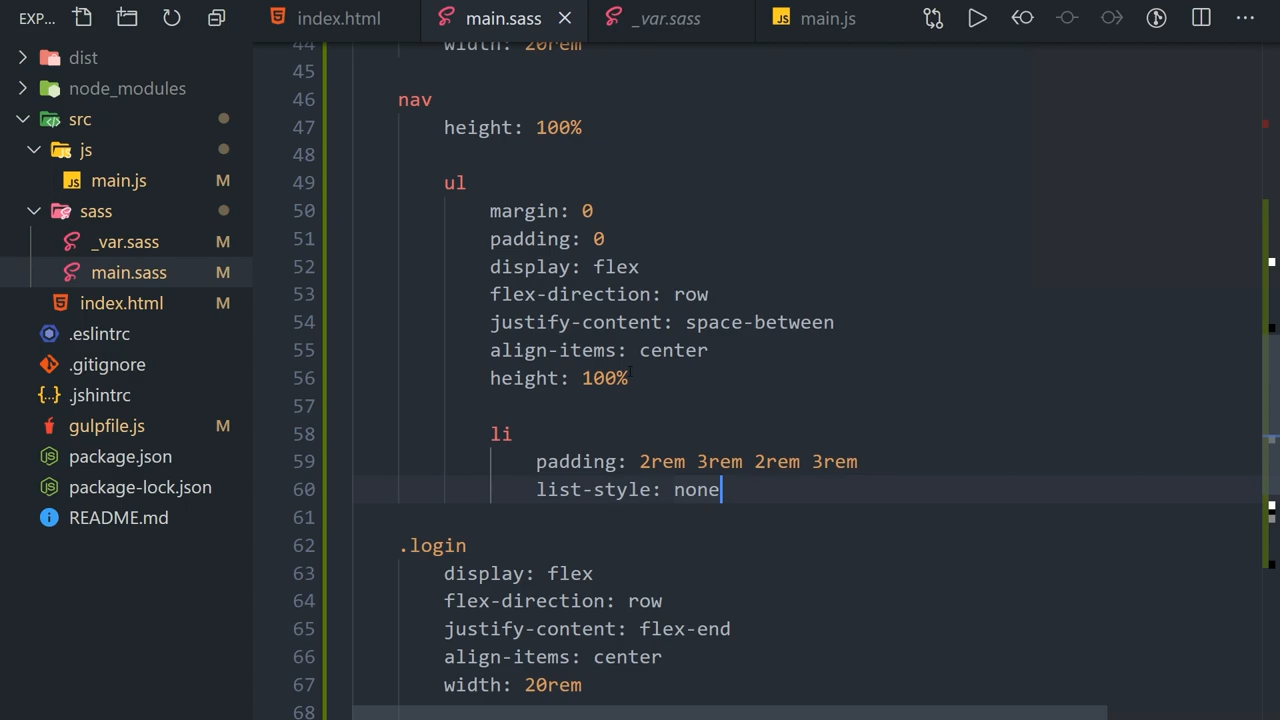 EXP...
index.html
main.sass
_var.sass
main.js
dist
node_modules
src
js
main.js M
sass
_var.sass M
main.sass M
index.html M
.eslintrc
.gitignore
.jshintrc
gulpfile.js M
package.json
package-lock.json
README.md
44 width: 20rem
45
46 nav
47 height: 100%
48
49 ul
50 margin: 0
51 padding: 0
52 display: flex
53 flex-direction: row
54 justify-content: space-between
55 align-items: center
56 height: 100%
57
58 li
59 padding: 2rem 3rem 2rem 3rem
60 list-style: none
61
62 .login
63 display: flex
64 flex-direction: row
65 justify-content: flex-end
66 align-items: center
67 width: 20rem
68